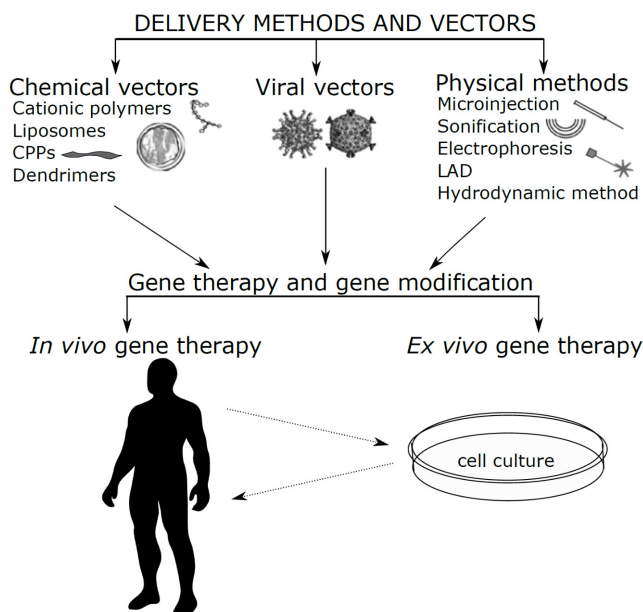 DELIVERY METHODS AND VECTORS
Chemical vectors
Cationic polymers
Liposomes
CPPs
Dendrimers
Viral vectors
Physical methods
Microinjection
Sonification
Electrophoresis
LAD
Hydrodynamic method
Gene therapy and gene modification
In vivo gene therapy
Ex vivo gene therapy
cell culture